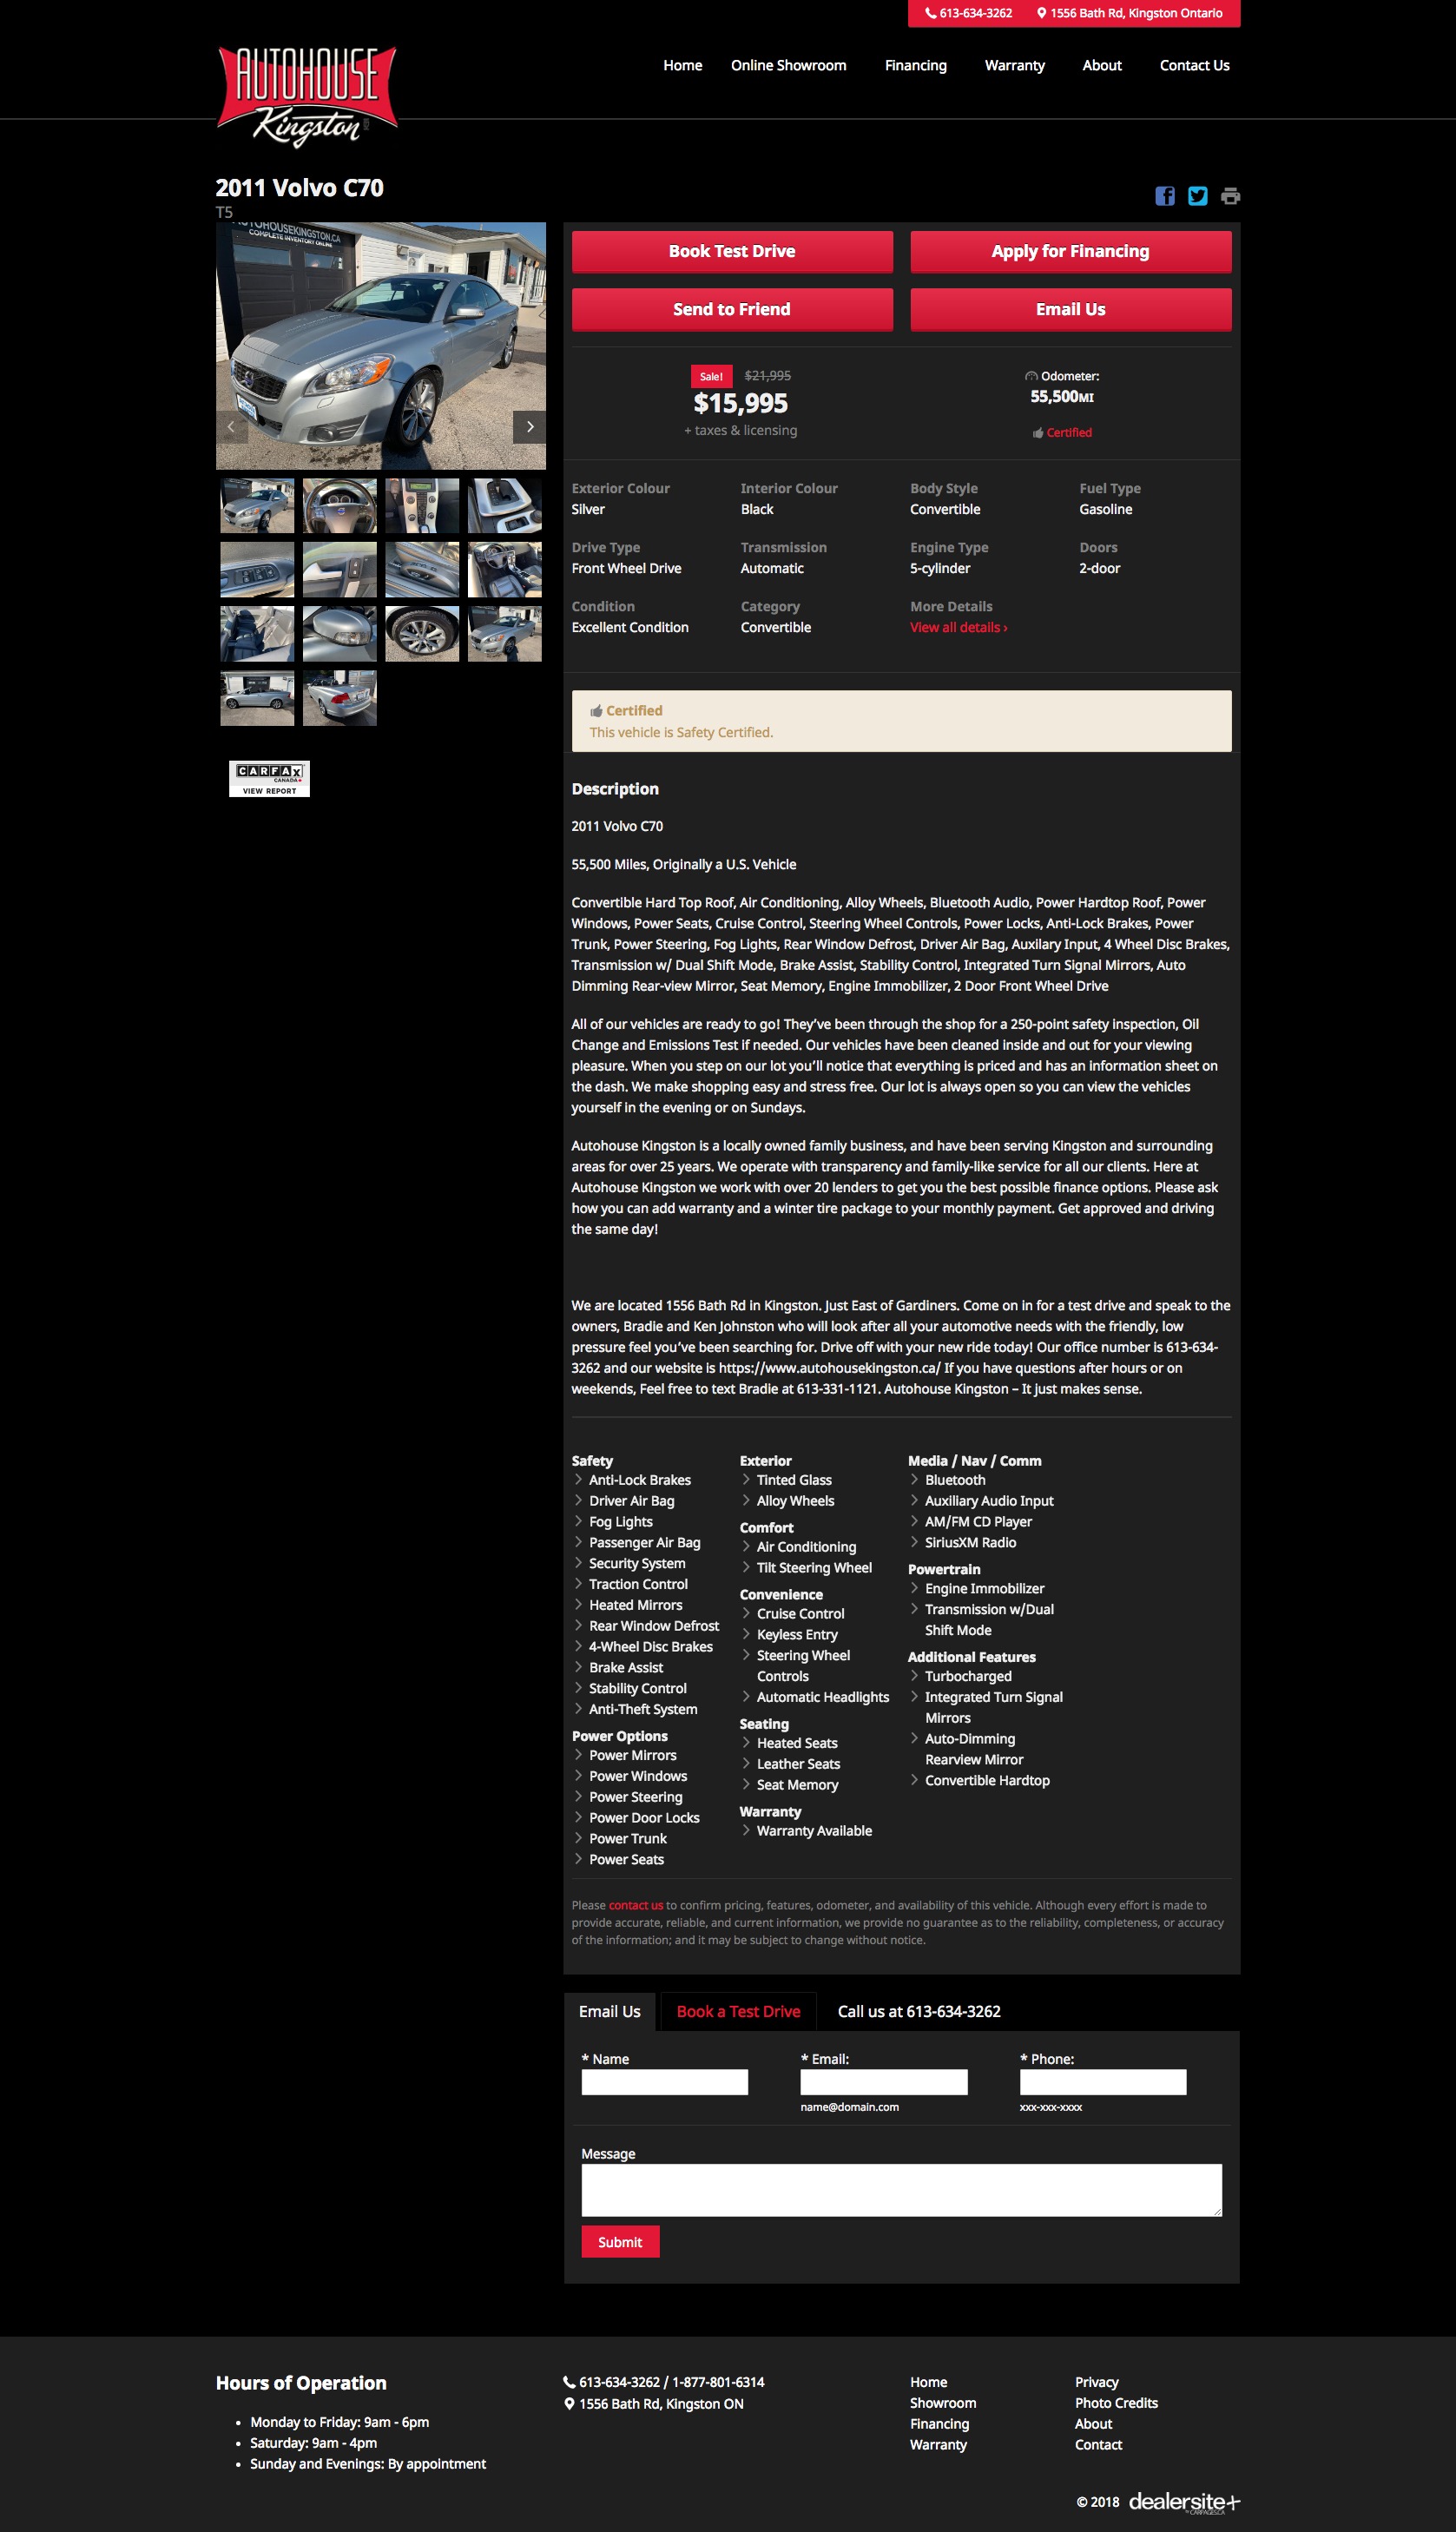 613-634-3262
1556 Bath Rd, Kingston Ontario
AUTOHOUSE
Kingston
Home
Online Showroom
Financing
Warranty
About
Contact Us
2011 Volvo C70
T5
AUTOHOUSEKINGSTON.CA
COMPLETE INVENTORY ONLINE
Book Test Drive
Apply for Financing
Send to Friend
Email Us
Sale! $21,995
$15,995
+ taxes & licensing
Odometer:
55,500MI
Certified
Exterior Colour
Silver
Interior Colour
Black
Body Style
Convertible
Fuel Type
Gasoline
Drive Type
Front Wheel Drive
Transmission
Automatic
Engine Type
5-cylinder
Doors
2-door
Condition
Excellent Condition
Category
Convertible
More Details
View all details ›
Certified
This vehicle is Safety Certified.
CARFAX
CANADA
VIEW REPORT
Description
2011 Volvo C70
55,500 Miles, Originally a U.S. Vehicle
Convertible Hard Top Roof, Air Conditioning, Alloy Wheels, Bluetooth Audio, Power Hardtop Roof, Power
Windows, Power Seats, Cruise Control, Steering Wheel Controls, Power Locks, Anti-Lock Brakes, Power
Trunk, Power Steering, Fog Lights, Rear Window Defrost, Driver Air Bag, Auxilary Input, 4 Wheel Disc Brakes,
Transmission w/ Dual Shift Mode, Brake Assist, Stability Control, Integrated Turn Signal Mirrors, Auto
Dimming Rear-view Mirror, Seat Memory, Engine Immobilizer, 2 Door Front Wheel Drive
All of our vehicles are ready to go! They've been through the shop for a 250-point safety inspection, Oil
Change and Emissions Test if needed. Our vehicles have been cleaned inside and out for your viewing
pleasure. When you step on our lot you'll notice that everything is priced and has an information sheet on
the dash. We make shopping easy and stress free. Our lot is always open so you can view the vehicles
yourself in the evening or on Sundays.
Autohouse Kingston is a locally owned family business, and have been serving Kingston and surrounding
areas for over 25 years. We operate with transparency and family-like service for all our clients. Here at
Autohouse Kingston we work with over 20 lenders to get you the best possible finance options. Please ask
how you can add warranty and a winter tire package to your monthly payment. Get approved and driving
the same day!
We are located 1556 Bath Rd in Kingston. Just East of Gardiners. Come on in for a test drive and speak to the
owners, Bradie and Ken Johnston who will look after all your automotive needs with the friendly, low
pressure feel you've been searching for. Drive off with your new ride today! Our office number is 613-634-
3262 and our website is https://www.autohousekingston.ca/ If you have questions after hours or on
weekends, Feel free to text Bradie at 613-331-1121. Autohouse Kingston – It just makes sense.
Safety
Anti-Lock Brakes
Driver Air Bag
Fog Lights
Passenger Air Bag
Security System
Traction Control
Heated Mirrors
Rear Window Defrost
4-Wheel Disc Brakes
Brake Assist
Stability Control
Anti-Theft System
Power Options
Power Mirrors
Power Windows
Power Steering
Power Door Locks
Power Trunk
Power Seats
Exterior
Tinted Glass
Alloy Wheels
Comfort
Air Conditioning
Tilt Steering Wheel
Convenience
Cruise Control
Keyless Entry
Steering Wheel
Controls
Automatic Headlights
Seating
Heated Seats
Leather Seats
Seat Memory
Warranty
Warranty Available
Media / Nav / Comm
Bluetooth
Auxiliary Audio Input
AM/FM CD Player
SiriusXM Radio
Powertrain
Engine Immobilizer
Transmission w/Dual
Shift Mode
Additional Features
Turbocharged
Integrated Turn Signal
Mirrors
Auto-Dimming
Rearview Mirror
Convertible Hardtop
Please contact us to confirm pricing, features, odometer, and availability of this vehicle. Although every effort is made to
provide accurate, reliable, and current information, we provide no guarantee as to the reliability, completeness, or accuracy
of the information; and it may be subject to change without notice.
Email Us
Book a Test Drive
Call us at 613-634-3262
* Name
* Email:
name@domain.com
* Phone:
xxx-xxx-xxxx
Message
Submit
Hours of Operation
Monday to Friday: 9am - 6pm
Saturday: 9am - 4pm
Sunday and Evenings: By appointment
613-634-3262 / 1-877-801-6314
1556 Bath Rd, Kingston ON
Home
Showroom
Financing
Warranty
Privacy
Photo Credits
About
Contact
© 2018 dealersite+
BY CARPAGES.CA